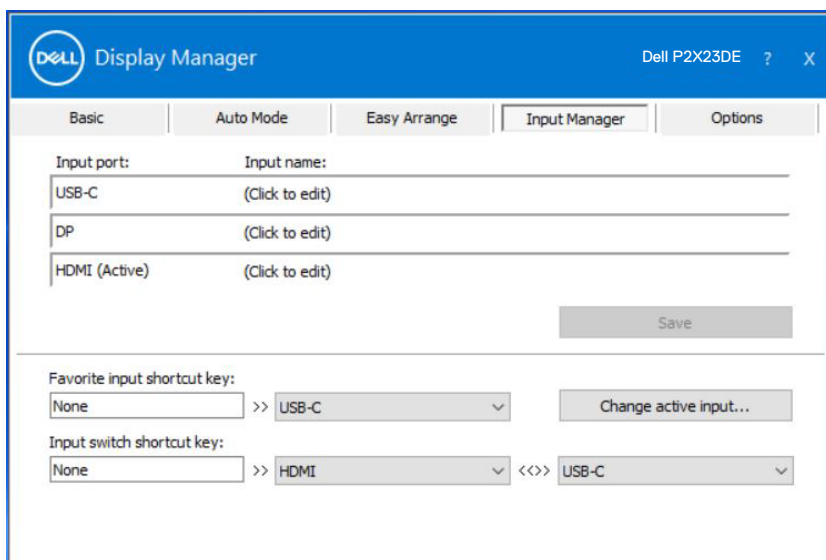 DELL Display Manager Dell P2X23DE ? X
Basic Auto Mode Easy Arrange Input Manager Options
Input port: Input name:
USB-C (Click to edit)
DP (Click to edit)
HDMI (Active) (Click to edit)
Save
Favorite input shortcut key:
None >> USB-C Change active input...
Input switch shortcut key:
None >> HDMI <<>> USB-C